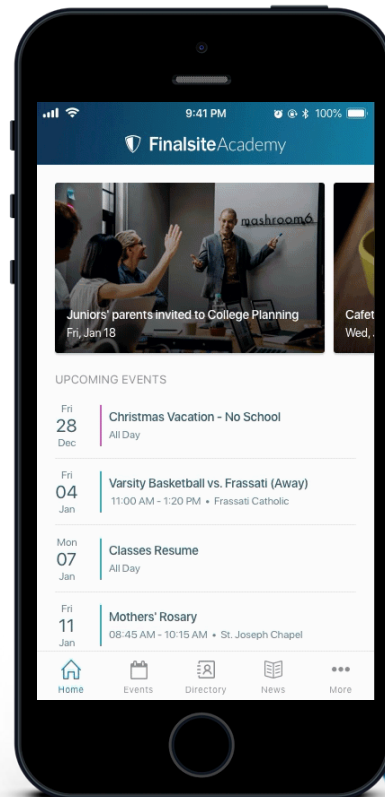 9:41 PM
100%
FinalsiteAcademy
mashroom6
Juniors' parents invited to College Planning
Fri, Jan 18
Cafet
Wed,
UPCOMING EVENTS
Fri
28
Dec
Christmas Vacation - No School
All Day
Fri
04
Jan
Varsity Basketball vs. Frassati (Away)
11:00 AM - 1:20 PM • Frassati Catholic
Mon
07
Jan
Classes Resume
All Day
Fri
11
Jan
Mothers' Rosary
08:45 AM - 10:15 AM • St. Joseph Chapel
Home
Events
Directory
News
More